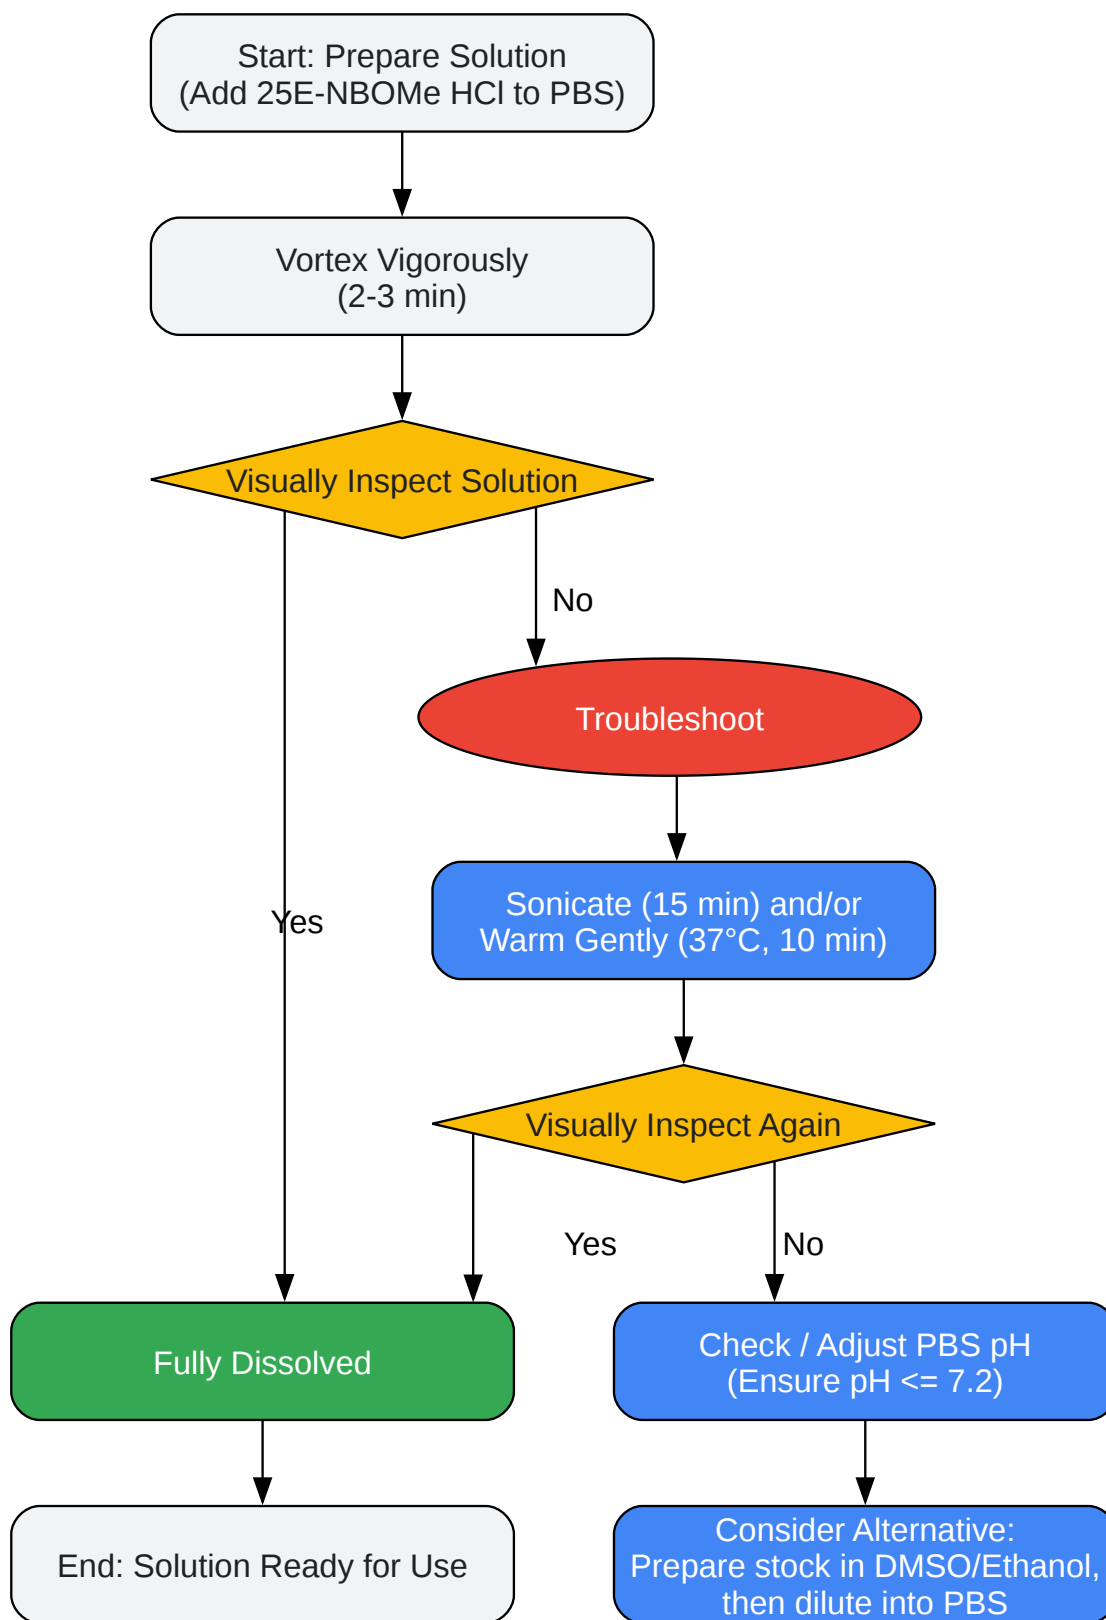 Start: Prepare Solution
(Add 25E-NBOMe HCl to PBS)
Vortex Vigorously
(2-3 min)
Visually Inspect Solution
No
Troubleshoot
Sonicate (15 min) and/or
Warm Gently (37°C, 10 min)
Yes
Visually Inspect Again
Yes
No
Fully Dissolved
Check / Adjust PBS pH
(Ensure pH <= 7.2)
End: Solution Ready for Use
Consider Alternative:
Prepare stock in DMSO/Ethanol,
then dilute into PBS